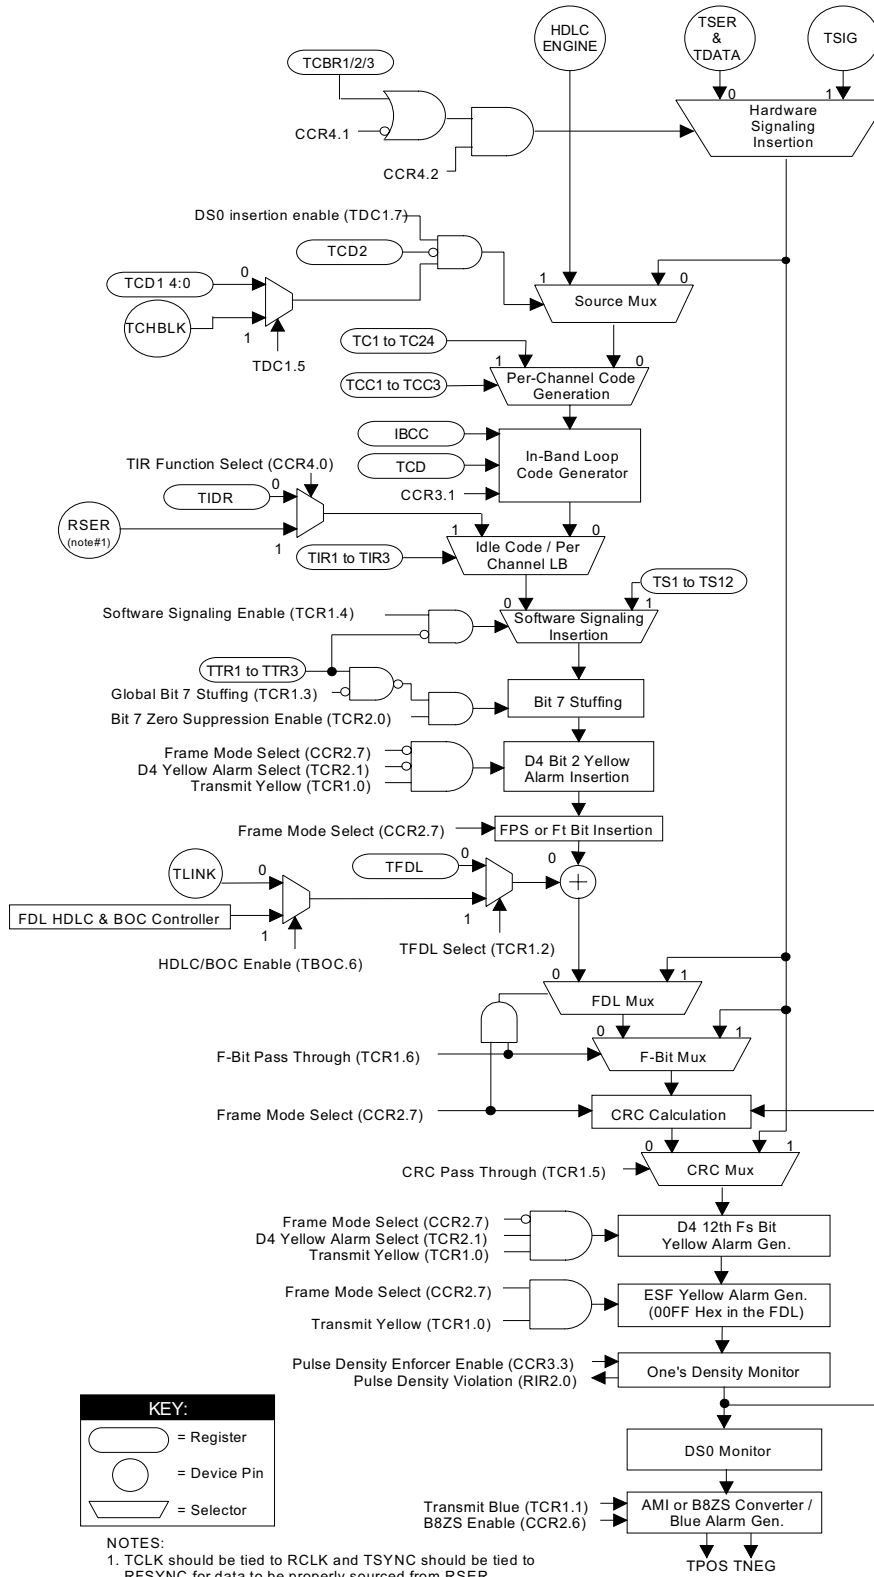 HDLC
ENGINE
TSER
&
TDATA
TSIG
TCBR1/2/3
0
1
Hardware
Signaling
Insertion
CCR4.1
CCR4.2
DS0 insertion enable (TDC1.7)
TCD2
TCD1 4:0
0
1
0
Source Mux
TCHBLK
1
TDC1.5
TC1 to TC24
1
0
TCC1 to TCC3
Per-Channel Code
Generation
IBCC
In-Band Loop
Code Generator
TCD
CCR3.1
TIR Function Select (CCR4.0)
0
TIDR
RSER
(note#1)
1
1
0
Idle Code / Per
Channel LB
TIR1 to TIR3
TS1 to TS12
0
1
Software Signaling Enable (TCR1.4)
Software Signaling
Insertion
TTR1 to TTR3
Global Bit 7 Stuffing (TCR1.3)
Bit 7 Stuffing
Bit 7 Zero Suppression Enable (TCR2.0)
Frame Mode Select (CCR2.7)
D4 Yellow Alarm Select (TCR2.1)
Transmit Yellow (TCR1.0)
D4 Bit 2 Yellow
Alarm Insertion
Frame Mode Select (CCR2.7)
FPS or Ft Bit Insertion
0
0
TFDL
TLINK
0
+
FDL HDLC & BOC Controller
1
1
TFDL Select (TCR1.2)
HDLC/BOC Enable (TBOC.6)
0
1
FDL Mux
0
1
F-Bit Pass Through (TCR1.6)
F-Bit Mux
Frame Mode Select (CCR2.7)
CRC Calculation
0
1
CRC Pass Through (TCR1.5)
CRC Mux
Frame Mode Select (CCR2.7)
D4 Yellow Alarm Select (TCR2.1)
Transmit Yellow (TCR1.0)
D4 12th Fs Bit
Yellow Alarm Gen.
Frame Mode Select (CCR2.7)
Transmit Yellow (TCR1.0)
ESF Yellow Alarm Gen.
(00FF Hex in the FDL)
Pulse Density Enforcer Enable (CCR3.3)
Pulse Density Violation (RIR2.0)
One's Density Monitor
KEY:
= Register
= Device Pin
= Selector
DS0 Monitor
Transmit Blue (TCR1.1)
B8ZS Enable (CCR2.6)
AMI or B8ZS Converter /
Blue Alarm Gen.
TPOS TNEG
NOTES:
1. TCLK should be tied to RCLK and TSYNC should be tied to
RFSYNC for data to be properly sourced from RSER